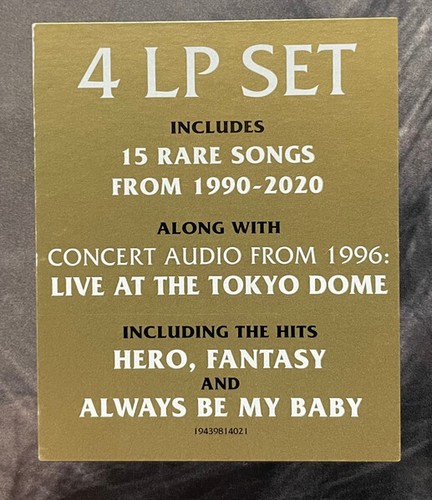 4 LP SET
INCLUDES
15 RARE SONGS
FROM 1990-2020
ALONG WITH
CONCERT AUDIO FROM 1996:
LIVE AT THE TOKYO DOME
INCLUDING THE HITS
HERO, FANTASY
AND
ALWAYS BE MY BABY
19439814021